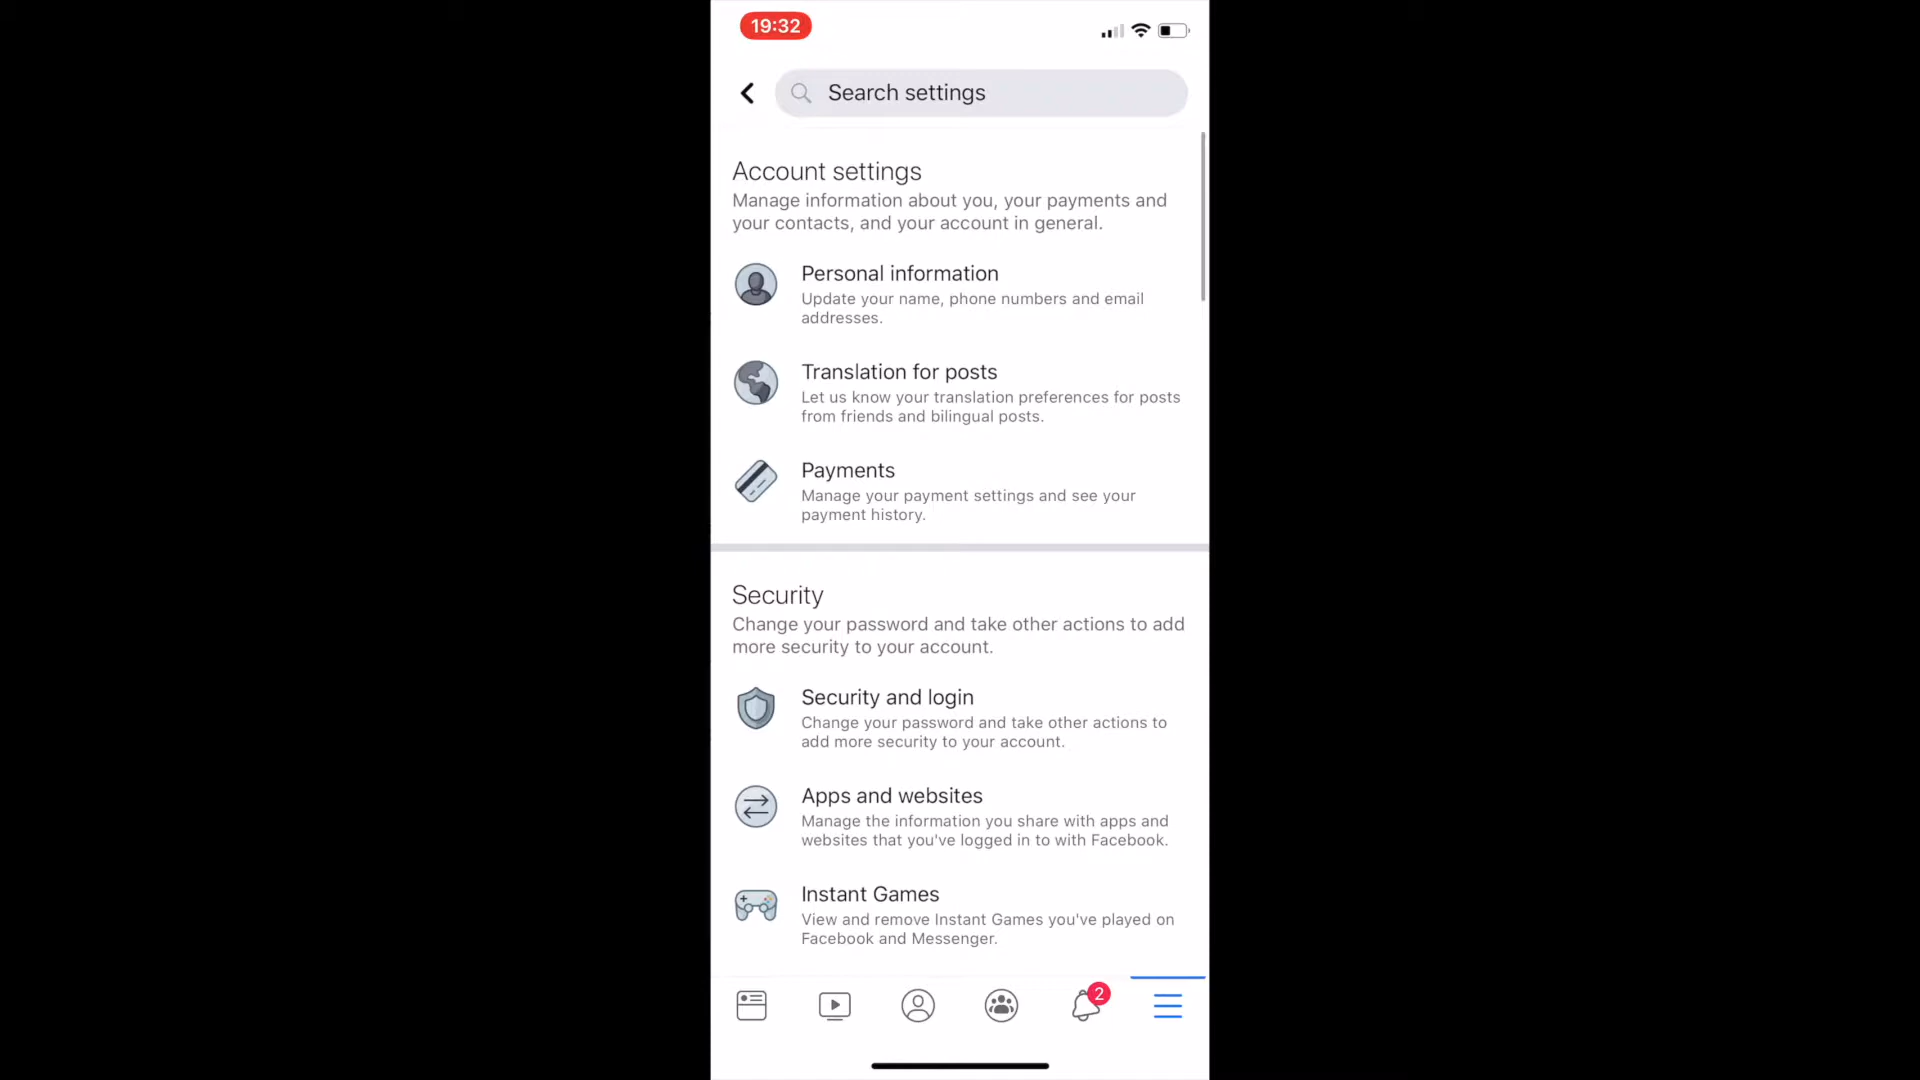 19:32
Search settings
Account settings
Manage information about you, your payments and
your contacts, and your account in general.
Personal information
Update your name, phone numbers and email
addresses.
Translation for posts
Let us know your translation preferences for posts
from friends and bilingual posts.
Payments
Manage your payment settings and see your
payment history.
Security
Change your password and take other actions to add
more security to your account.
Security and login
Change your password and take other actions to
add more security to your account.
Apps and websites
Manage the information you share with apps and
websites that you've logged in to with Facebook.
Instant Games
View and remove Instant Games you've played on
Facebook and Messenger.
2